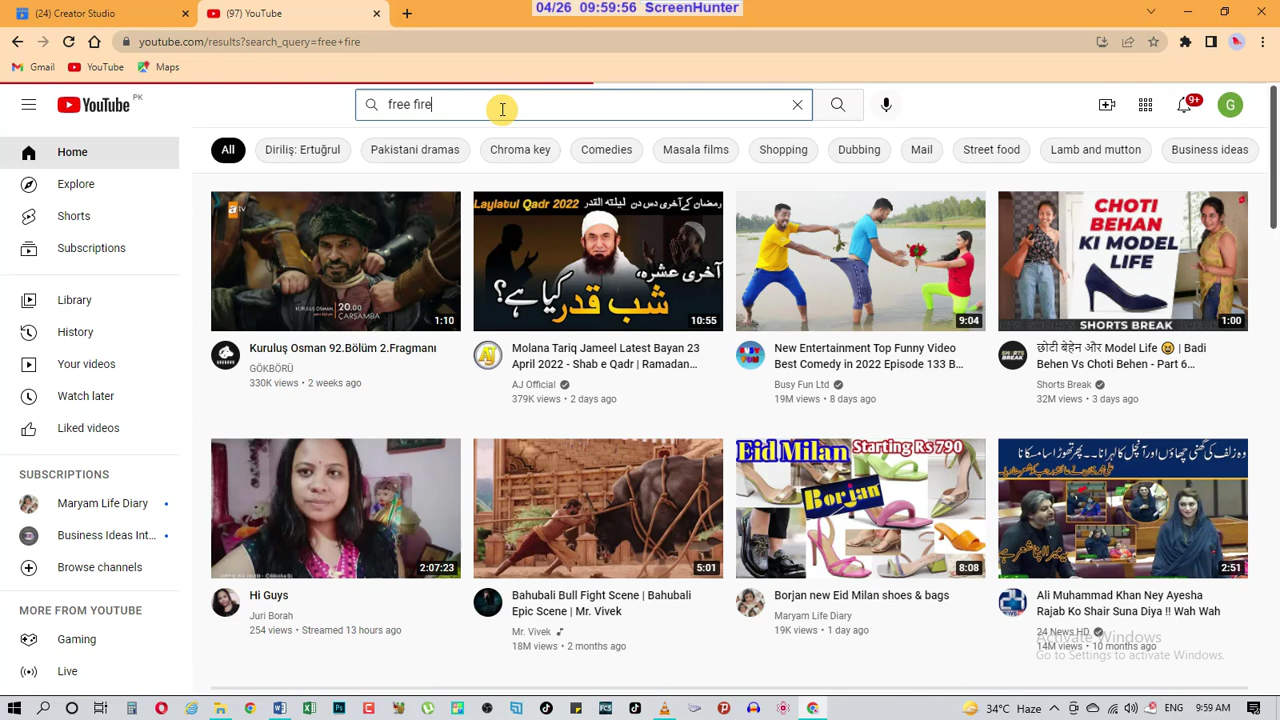 04/26 09:59:56 ScreenHunter
(24) Creator Studio
(97) YouTube
youtube.com/results?search_query=free+fire
Gmail
YouTube
Maps
YouTube PK
free fire
9+
G
Home
Explore
Shorts
Subscriptions
Library
History
Your videos
Watch later
Liked videos
SUBSCRIPTIONS
Maryam Life Diary
Business Ideas Int...
Browse channels
MORE FROM YOUTUBE
Gaming
Live
All
Diriliş: Ertuğrul
Pakistani dramas
Chroma key
Comedies
Masala films
Shopping
Dubbing
Mail
Street food
Lamb and mutton
Business ideas
atv
KURULUŞ OSMAN 20.00 ÇARŞAMBA
1:10
Kuruluş Osman 92.Bölüm 2.Fragmanı
GÖKBÖRÜ
330K views • 2 weeks ago
Laylatul Qadr 2022 رمضان کے آخری دس دن لیلتہ القدر
آخری عشرہ،
شب قدر کیا ہے؟
10:55
Molana Tariq Jameel Latest Bayan 23
April 2022 - Shab e Qadr | Ramadan...
AJ Official
379K views • 2 days ago
9:04
New Entertainment Top Funny Video
Best Comedy in 2022 Episode 133 B...
Busy Fun Ltd
19M views • 8 days ago
CHOTI
BEHAN
KI MODEL
LIFE
SHORTS BREAK
1:00
छोटी बेहेन और Model Life 😆 | Badi
Behen Vs Choti Behen - Part 6...
Shorts Break
32M views • 3 days ago
2:07:23
Hi Guys
Juri Borah
254 views • Streamed 13 hours ago
5:01
Bahubali Bull Fight Scene | Bahubali
Epic Scene | Mr. Vivek
Mr. Vivek
18M views • 2 months ago
Eid Milan Starting Rs 790
Borjan
8:08
Borjan new Eid Milan shoes & bags
Maryam Life Diary
19K views • 1 day ago
2:51
Ali Muhammad Khan Ney Ayesha
Rajab Ko Shair Suna Diya !! Wah Wah
24 News HD
14M views • 10 months ago
Activate Windows
Go to Settings to activate Windows.
34°C Haze
ENG
9:59 AM